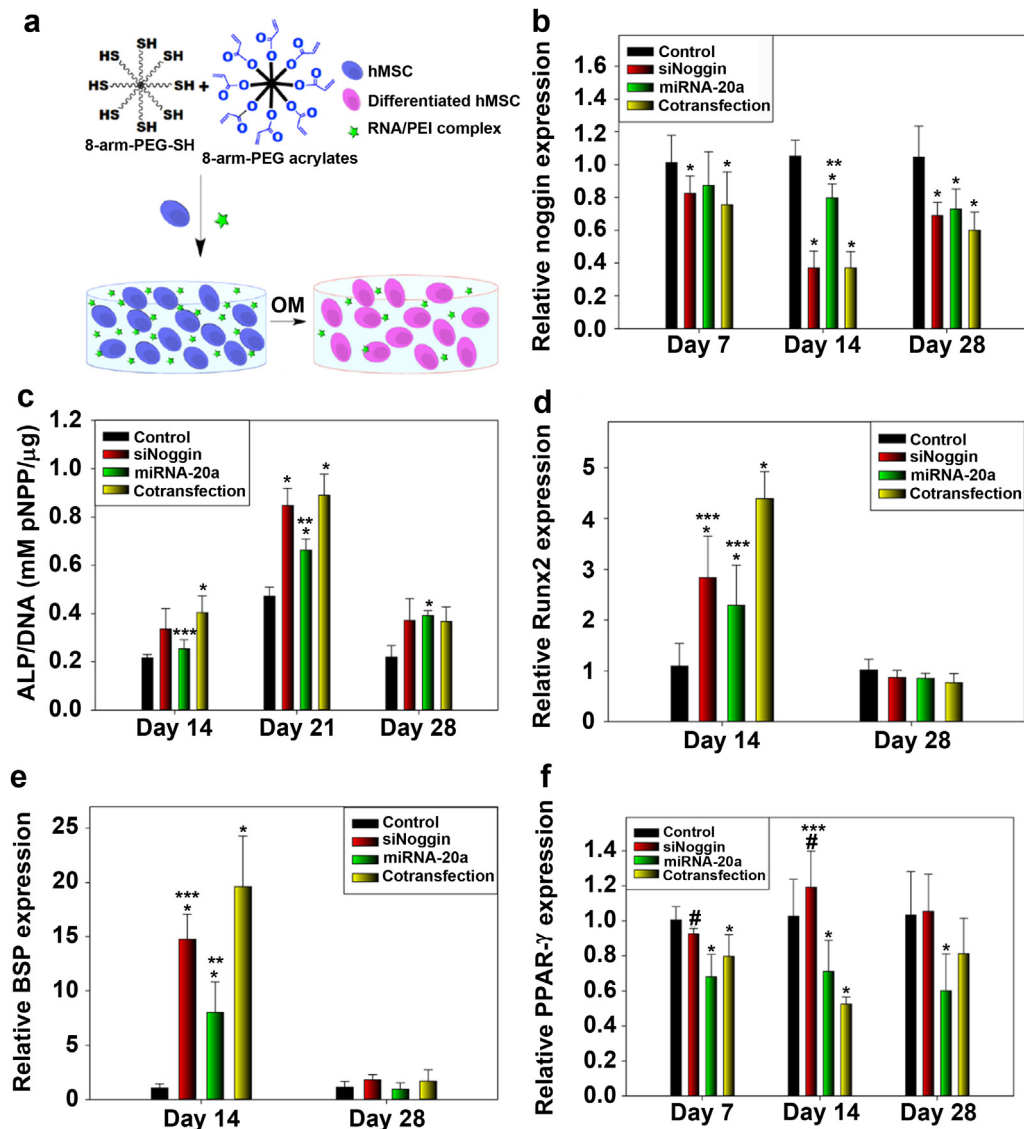 a
HS SH SH
HS SH
HS SH SH
+
O O O O O O O O
O O O O O O O O
8-arm-PEG-SH
8-arm-PEG acrylates
hMSC
Differentiated hMSC
RNA/PEI complex
OM
b
Relative noggin expression
1.6
1.4
1.2
1.0
0.8
0.6
0.4
0.2
0.0
Control
siNoggin
miRNA-20a
Cotransfection
* *
* ** * *
* * *
Day 7 Day 14 Day 28
c
ALP/DNA (mM pNPP/μg)
1.2
1.0
0.8
0.6
0.4
0.2
0.0
Control
siNoggin
miRNA-20a
Cotransfection
*** *
* ** * *
*
Day 14 Day 21 Day 28
d
Relative Runx2 expression
5
4
3
2
1
0
Control
siNoggin
miRNA-20a
Cotransfection
*** * *** * *
Day 14 Day 28
e
Relative BSP expression
25
20
15
10
5
0
Control
siNoggin
miRNA-20a
Cotransfection
*** * ** * *
Day 14 Day 28
f
Relative PPAR-γ expression
1.4
1.2
1.0
0.8
0.6
0.4
0.2
0.0
Control
siNoggin
miRNA-20a
Cotransfection
# * *
*** # * *
*
Day 7 Day 14 Day 28